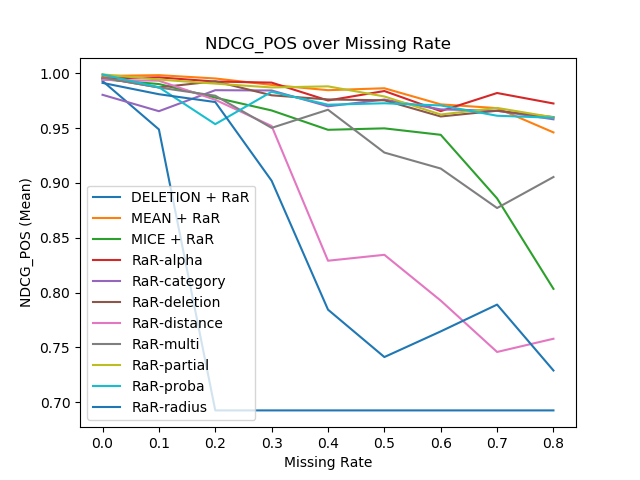 NDCG_POS over Missing Rate
NDCG_POS (Mean)
1.00
0.95
0.90
0.85
0.80
0.75
0.70
DELETION + RaR
MEAN + RaR
MICE + RaR
RaR-alpha
RaR-category
RaR-deletion
RaR-distance
RaR-multi
RaR-partial
RaR-proba
RaR-radius
0.0 0.1 0.2 0.3 0.4 0.5 0.6 0.7 0.8
Missing Rate